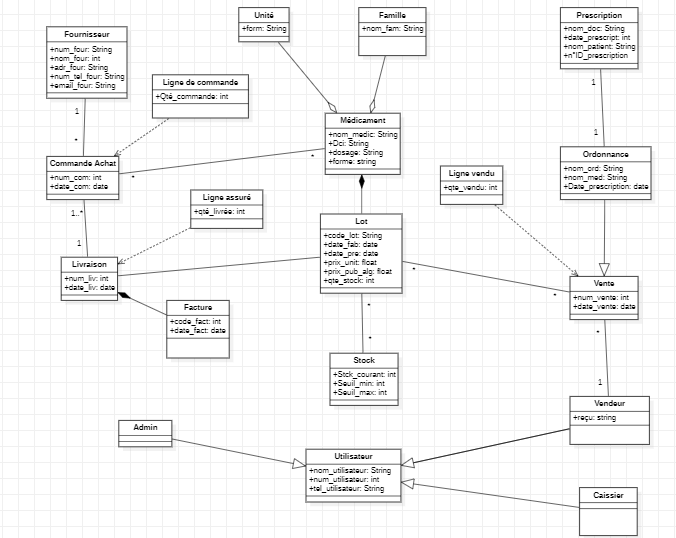 Unité
+form: String
Famille
+nom_fam: String
Prescription
+nom_doc: String
+date_prescript: int
+nom_patient: String
+n°ID_prescription
Fournisseur
+num_four: String
+nom_four: int
+adr_four: String
+num_tel_four: String
+email_four: String
Ligne de commande
+Qté_commande: int
1
*
1
1
Médicament
+nom_medic: String
+Dci: String
+dosage: String
+forme: string
Commande Achat
+num_com: int
+date_com: date
*
*
Ordonnance
+nom_ord: String
+nom_med: String
+Date_prescription: date
Ligne vendu
+qte_vendu: int
Ligne assuré
+qté_livrée: int
1..*
1
Lot
+code_lot: String
+date_fab: date
+date_pre: date
+prix_unit: float
+prix_pub_alg: float
+qte_stock: int
Livraison
+num_liv: int
+date_liv: date
*
*
Vente
+num_vente: int
+date_vente: date
Facture
+code_fact: int
+date_fact: date
*
*
*
1
Stock
+Stck_courant: int
+Seuil_min: int
+Seuil_max: int
Vendeur
+reçu: string
Admin
Utilisateur
+nom_utilisateur: String
+num_utilisateur: int
+tel_utilisateur: String
Caissier